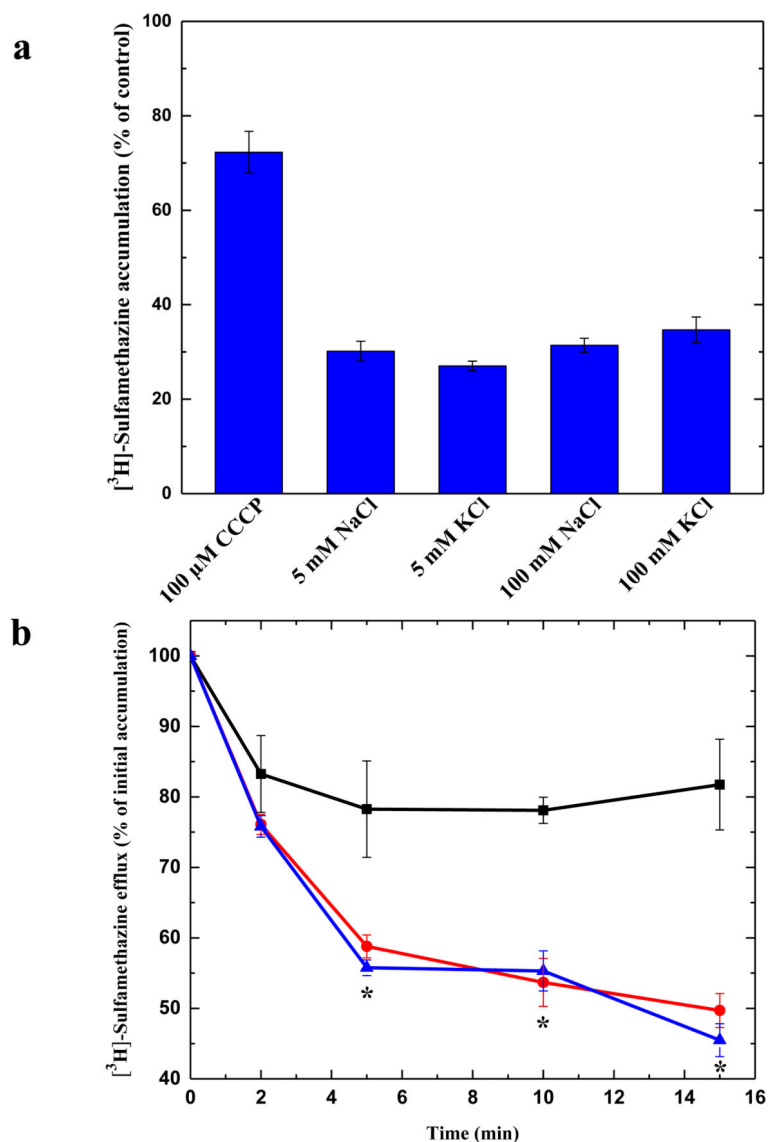 a
[³H]-Sulfamethazine accumulation (% of control)
100
80
60
40
20
0
100 µM CCCP
5 mM NaCl
5 mM KCl
100 mM NaCl
100 mM KCl
b
[³H]-Sulfamethazine efflux (% of initial accumulation)
100
90
80
70
60
50
40
*
*
*
0 2 4 6 8 10 12 14 16
Time (min)